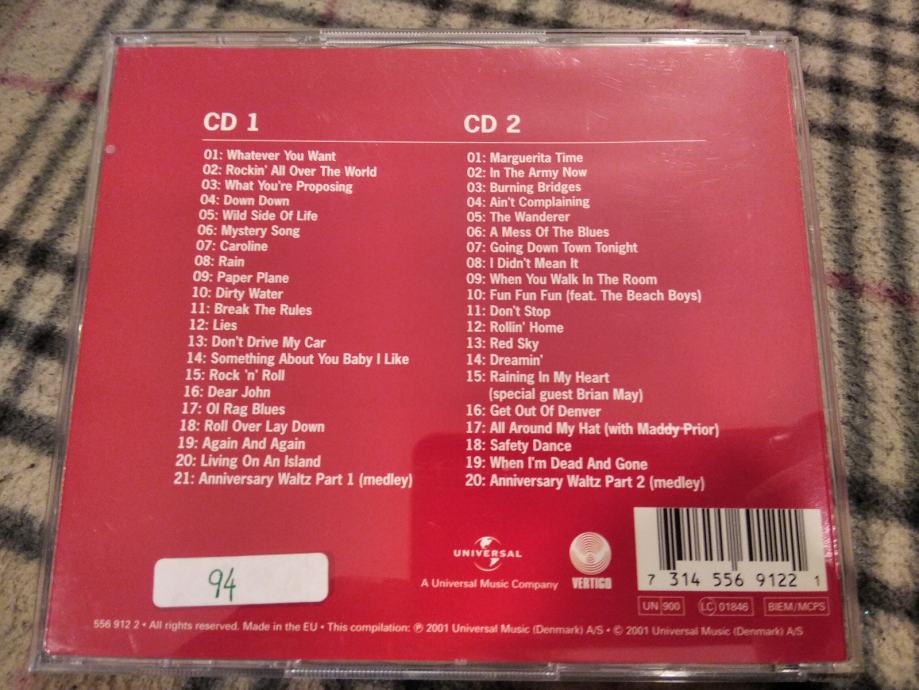 CD 1
01: Whatever You Want
02: Rockin' All Over The World
03: What You're Proposing
04: Down Down
05: Wild Side Of Life
06: Mystery Song
07: Caroline
08: Rain
09: Paper Plane
10: Dirty Water
11: Break The Rules
12: Lies
13: Don't Drive My Car
14: Something About You Baby I Like
15: Rock 'n' Roll
16: Dear John
17: Ol Rag Blues
18: Roll Over Lay Down
19: Again And Again
20: Living On An Island
21: Anniversary Waltz Part 1 (medley)
CD 2
01: Marguerita Time
02: In The Army Now
03: Burning Bridges
04: Ain't Complaining
05: The Wanderer
06: A Mess Of The Blues
07: Going Down Town Tonight
08: I Didn't Mean It
09: When You Walk In The Room
10: Fun Fun Fun (feat. The Beach Boys)
11: Don't Stop
12: Rollin' Home
13: Red Sky
14: Dreamin'
15: Raining In My Heart
(special guest Brian May)
16: Get Out Of Denver
17: All Around My Hat (with Maddy Prior)
18: Safety Dance
19: When I'm Dead And Gone
20: Anniversary Waltz Part 2 (medley)
94
UNIVERSAL
A Universal Music Company
VERTIGO
7 314 556 9122 1
UN 900
LC 01846
BIEM/MCPS
556 912 2 • All rights reserved. Made in the EU • This compilation: ℗ 2001 Universal Music (Denmark) A/S • © 2001 Universal Music (Denmark) A/S